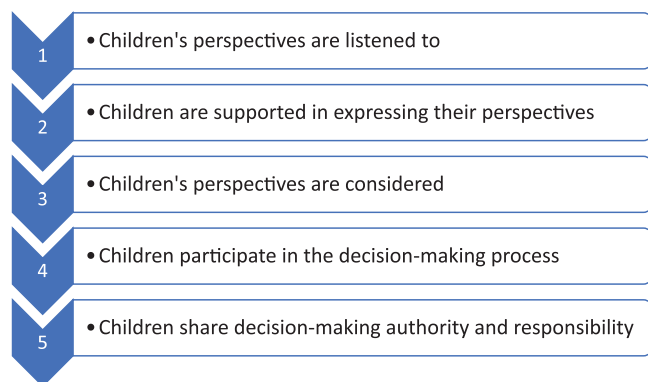 1
• Children's perspectives are listened to
2
• Children are supported in expressing their perspectives
3
• Children's perspectives are considered
4
• Children participate in the decision-making process
5
• Children share decision-making authority and responsibility